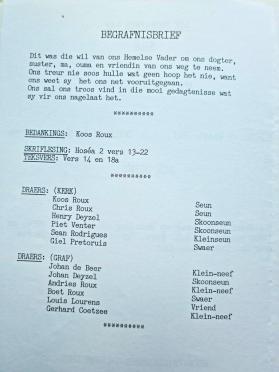 BEGRAFNISBRIEF
Dit was die wil van ons Hemelse Vader om ons dogter,
suster, ma, ouma en vriendin van ons weg te neem.
Ons treur nie soos hulle wat geen hoop het nie, want
ons weet sy het ons net vooruitgegaan.
Ons sal ons troos vind in die mooi gedagtenisse wat
sy vir ons nagelaat het.
**********
BEDANKINGS: Koos Roux
SKRIFLESING: Hoséa 2 vers 13-22
TEKSVERS: Vers 14 en 18a
**********
DRAERS: (KERK)
Koos Roux Seun
Chris Roux Seun
Henry Deyzel Skoonseun
Piet Venter Skoonseun
Sean Rodrigues Kleinseun
Giel Pretoruis Swaer
DRAERS: (GRAF)
Johan de Beer Klein-neef
Johan Deyzel Skoonseun
Andries Roux Klein-neef
Boet Roux Swaer
Louis Lourens Vriend
Gerhard Coetsee Klein-neef
**********